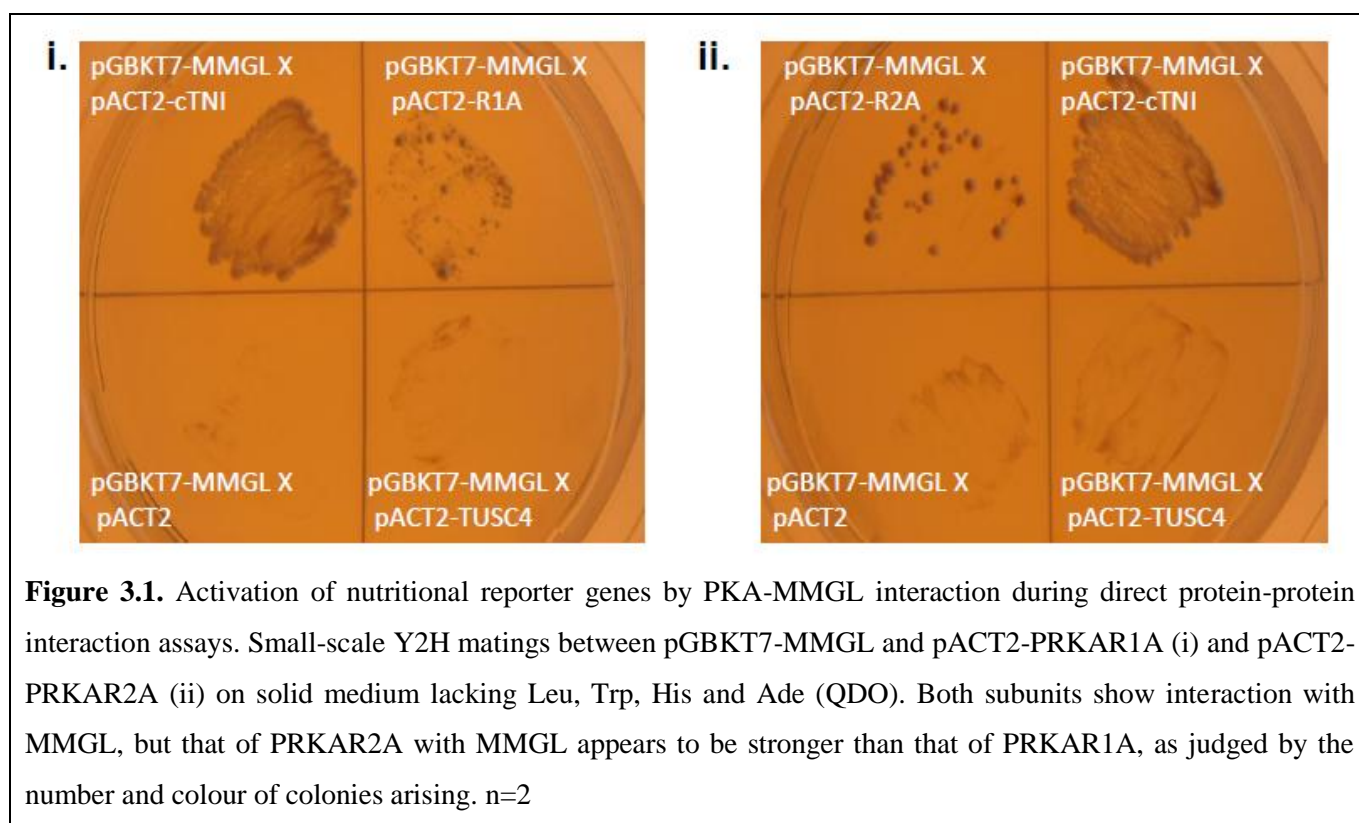 i.
pGBKT7-MMGL X
pACT2-cTNI
pGBKT7-MMGL X
pACT2-R1A
pGBKT7-MMGL X
pACT2
pGBKT7-MMGL X
pACT2-TUSC4
ii.
pGBKT7-MMGL X
pACT2-R2A
pGBKT7-MMGL X
pACT2-cTNI
pGBKT7-MMGL X
pACT2
pGBKT7-MMGL X
pACT2-TUSC4
Figure 3.1. Activation of nutritional reporter genes by PKA-MMGL interaction during direct protein-protein
interaction assays. Small-scale Y2H matings between pGBKT7-MMGL and pACT2-PRKAR1A (i) and pACT2-
PRKAR2A (ii) on solid medium lacking Leu, Trp, His and Ade (QDO). Both subunits show interaction with
MMGL, but that of PRKAR2A with MMGL appears to be stronger than that of PRKAR1A, as judged by the
number and colour of colonies arising. n=2